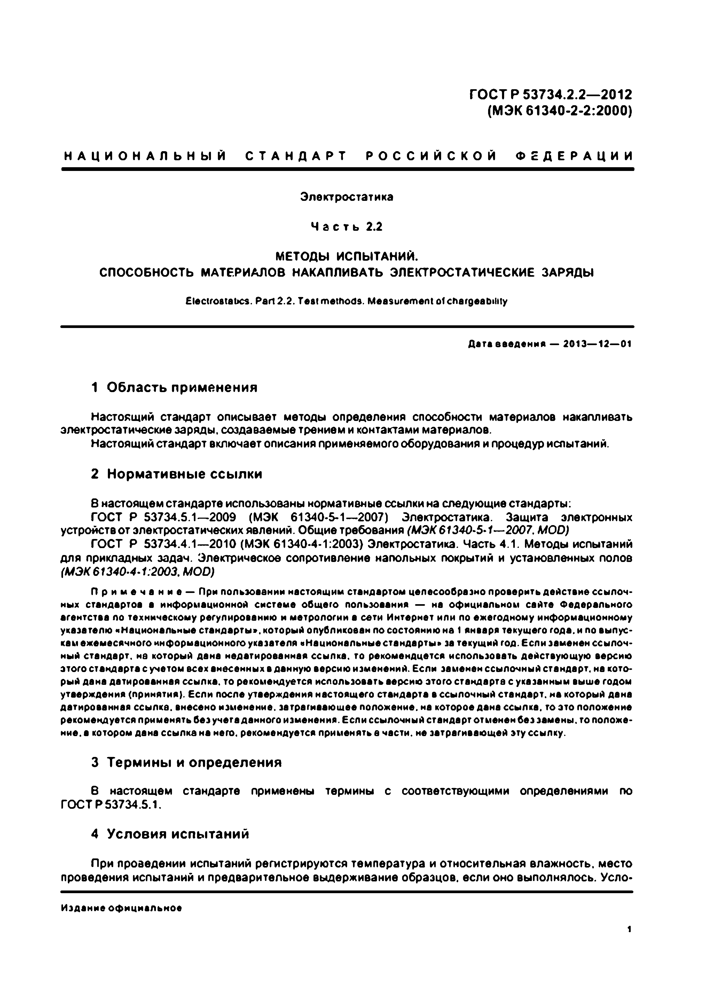 ГОСТ Р 53734.2.2—2012
(МЭК 61340-2-2:2000)
НАЦИОНАЛЬНЫЙ СТАНДАРТ РОССИЙСКОЙ ФЕДЕРАЦИИ
Электростатика
Часть 2.2
МЕТОДЫ ИСПЫТАНИЙ.
СПОСОБНОСТЬ МАТЕРИАЛОВ НАКАПЛИВАТЬ ЭЛЕКТРОСТАТИЧЕСКИЕ ЗАРЯДЫ
Electrostatics. Part 2.2. Test methods. Measurement of chargeability
Дата введения — 2013—12—01
1 Область применения
Настоящий стандарт описывает методы определения способности материалов накапливать
электростатические заряды, создаваемые трением и контактами материалов.
Настоящий стандарт включает описания применяемого оборудования и процедур испытаний.
2 Нормативные ссылки
В настоящем стандарте использованы нормативные ссылки на следующие стандарты:
ГОСТ Р 53734.5.1—2009 (МЭК 61340-5-1—2007) Электростатика. Защита электронных
устройств от электростатических явлений. Общие требования (МЭК 61340-5-1—2007, MOD)
ГОСТ Р 53734.4.1—2010 (МЭК 61340-4-1:2003) Электростатика. Часть 4.1. Методы испытаний
для прикладных задач. Электрическое сопротивление напольных покрытий и установленных полов
(МЭК 61340-4-1:2003, MOD)
Примечание — При пользовании настоящим стандартом целесообразно проверить действие ссылоч-
ных стандартов в информационной системе общего пользования — на официальном сайте Федерального
агентства по техническому регулированию и метрологии в сети Интернет или по ежегодному информационному
указателю «Национальные стандарты», который опубликован по состоянию на 1 января текущего года, и по выпус-
кам ежемесячного информационного указателя «Национальные стандарты» за текущий год. Если заменен ссылоч-
ный стандарт, на который дана недатированная ссылка, то рекомендцется использовать действующую версию
этого стандарта с учетом всех внесенных в данную версию изменений. Если заменен ссылочный стандарт, на кото-
рый дана датированная ссылка, то рекомендуется использовать версию этого стандарта с указанным выше годом
утверждения (принятия). Если после утверждения настоящего стандарта в ссылочный стандарт, на который дана
датированная ссылка, внесено изменение, затрагивающее положение, на которое дана ссылка, то это положение
рекомендуется применять без учета данного изменения. Если ссылочный стандарт отменен без замены, то положе-
ние, в котором дана ссылка на него, рекомендуется применять в части, не затрагивающей эту ссылку.
3 Термины и определения
В настоящем стандарте применены термины с соответствующими определениями по
ГОСТ Р 53734.5.1.
4 Условия испытаний
При проведении испытаний регистрируются температура и относительная влажность, место
проведения испытаний и предварительное выдерживание образцов, если оно выполнялось. Усло-
Издание официальное
1